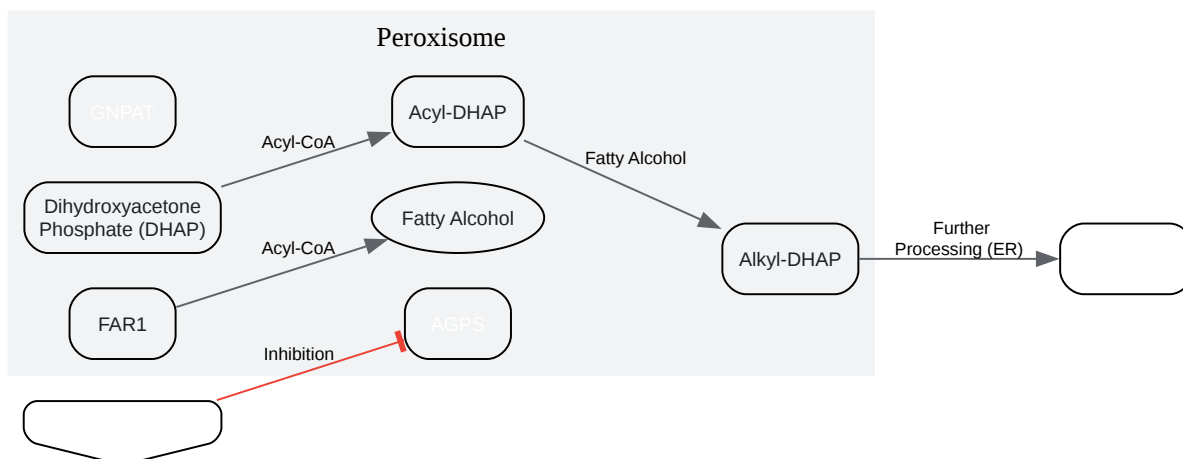 Peroxisome
GNPAT
Acyl-DHAP
Acyl-CoA
Fatty Alcohol
Dihydroxyacetone
Phosphate (DHAP)
Fatty Alcohol
Acyl-CoA
Further
Processing (ER)
Alkyl-DHAP
FAR1
AGPS
Inhibition